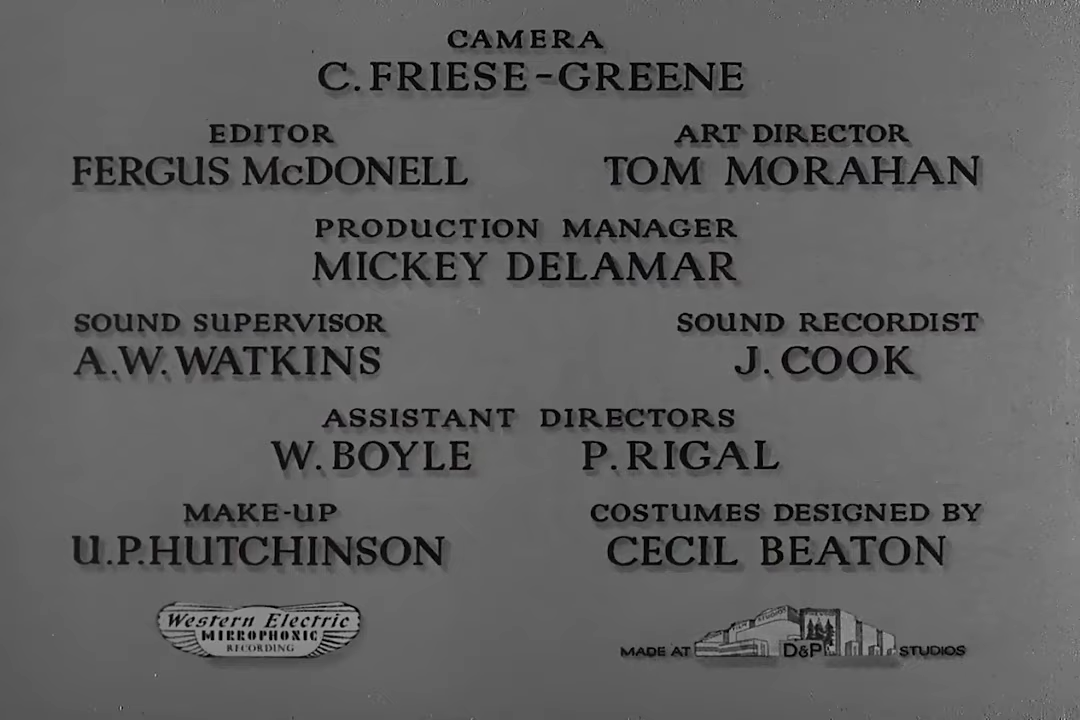 CAMERA
C. FRIESE-GREENE
EDITOR
FERGUS McDONELL
ART DIRECTOR
TOM MORAHAN
PRODUCTION MANAGER
MICKEY DELAMAR
SOUND SUPERVISOR
A.W. WATKINS
SOUND RECORDIST
J. COOK
ASSISTANT DIRECTORS
W. BOYLE P. RIGAL
MAKE-UP
U.P. HUTCHINSON
COSTUMES DESIGNED BY
CECIL BEATON
Western Electric
MIRROPHONIC
RECORDING
MADE AT D&P STUDIOS